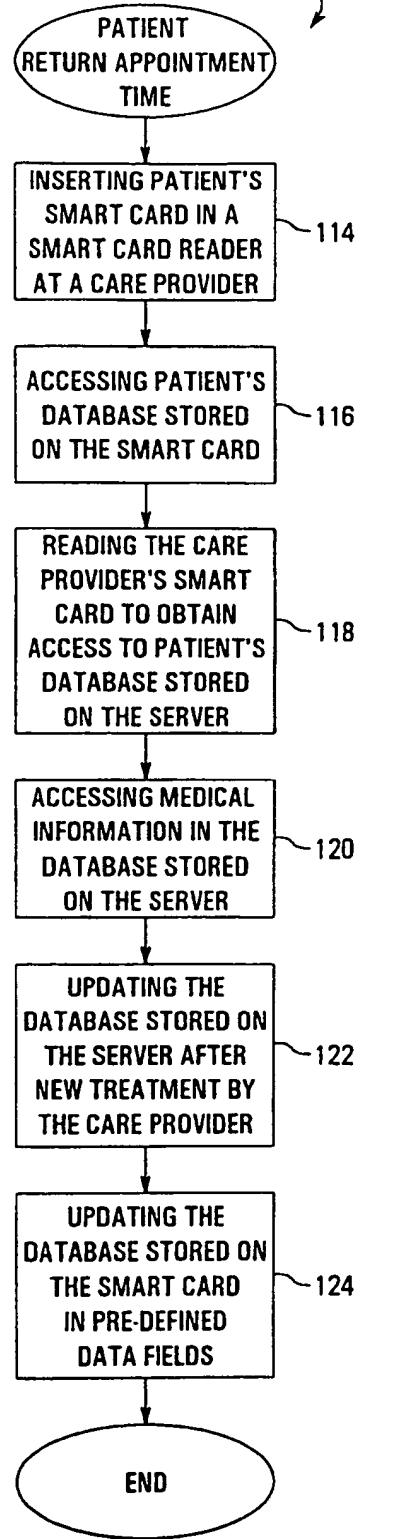 PATIENT
RETURN APPOINTMENT
TIME
INSERTING PATIENT'S
SMART CARD IN A
SMART CARD READER
AT A CARE PROVIDER
114
ACCESSING PATIENT'S
DATABASE STORED
ON THE SMART CARD
116
READING THE CARE
PROVIDER'S SMART
CARD TO OBTAIN
ACCESS TO PATIENT'S
DATABASE STORED
ON THE SERVER
118
ACCESSING MEDICAL
INFORMATION IN THE
DATABASE STORED
ON THE SERVER
120
UPDATING THE
DATABASE STORED ON
THE SERVER AFTER
NEW TREATMENT BY
THE CARE PROVIDER
122
UPDATING THE
DATABASE STORED ON
THE SMART CARD
IN PRE-DEFINED
DATA FIELDS
124
END